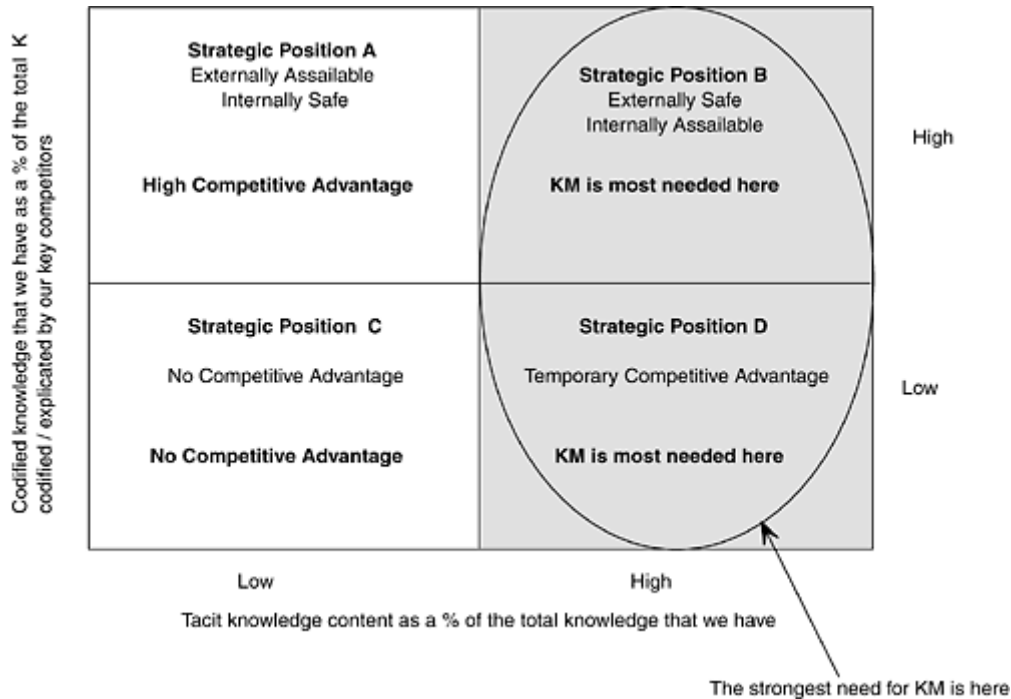 Codified knowledge that we have as a % of the total K
codified / explicated by our key competitors
Strategic Position A
Externally Assailable
Internally Safe
High Competitive Advantage
Strategic Position B
Externally Safe
Internally Assailable
KM is most needed here
High
Strategic Position C
No Competitive Advantage
No Competitive Advantage
Strategic Position D
Temporary Competitive Advantage
KM is most needed here
Low
Low
High
Tacit knowledge content as a % of the total knowledge that we have
The strongest need for KM is here